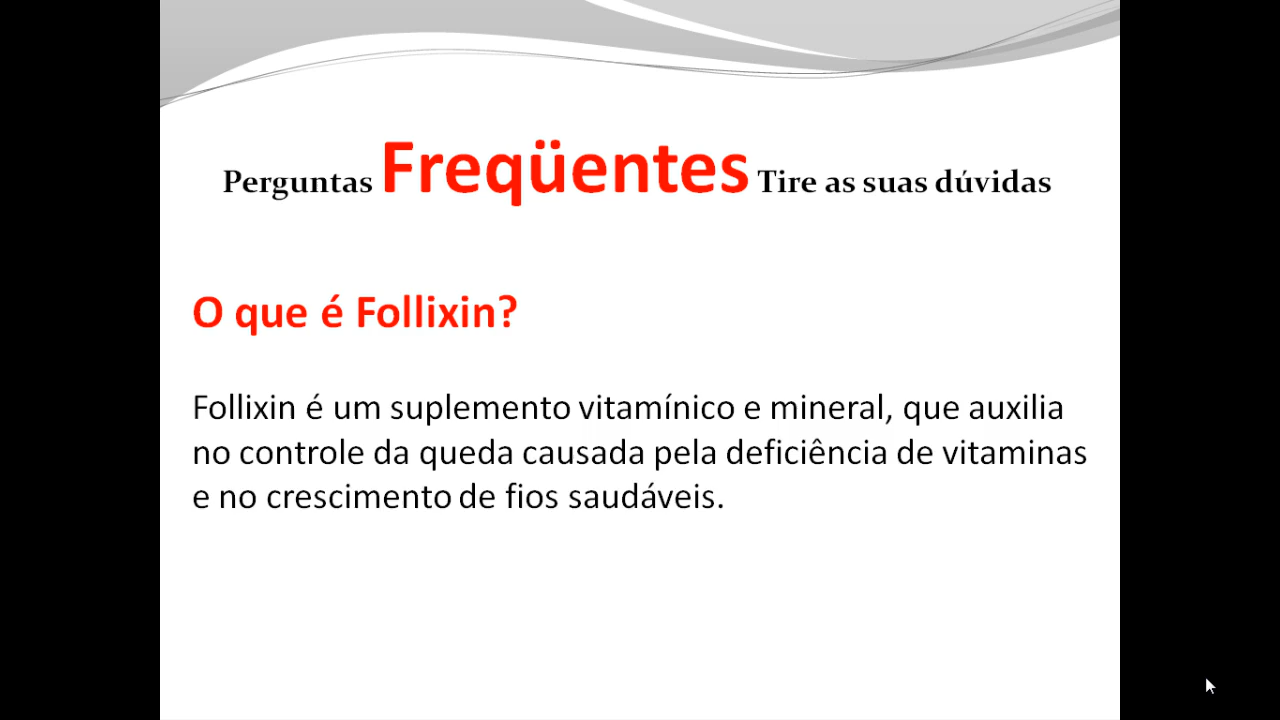 Perguntas Freqüentes Tire as suas dúvidas
O que é Follixin?
Follixin é um suplemento vitamínico e mineral, que auxilia
no controle da queda causada pela deficiência de vitaminas
e no crescimento de fios saudáveis.